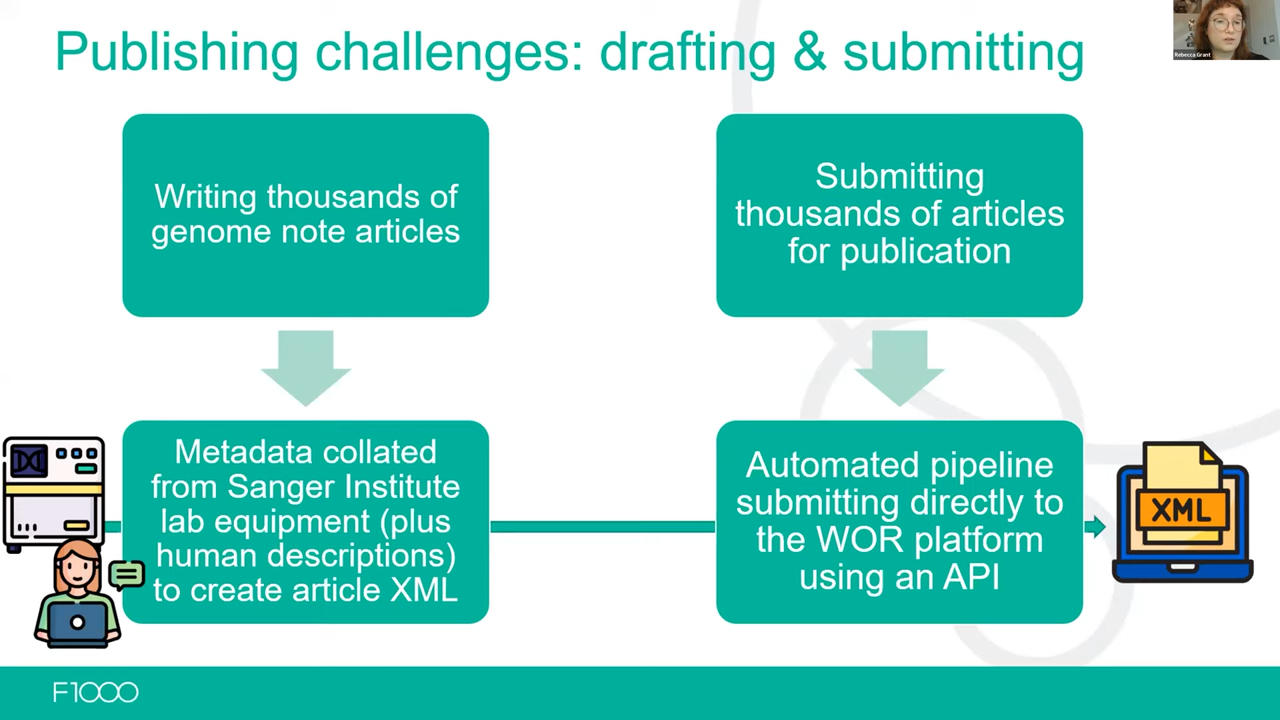 Publishing challenges: drafting & submitting
Rebecca Grant
Writing thousands of
genome note articles
Submitting
thousands of articles
for publication
Metadata collated
from Sanger Institute
lab equipment (plus
human descriptions)
to create article XML
Automated pipeline
submitting directly to
the WOR platform
using an API
XML
F1000